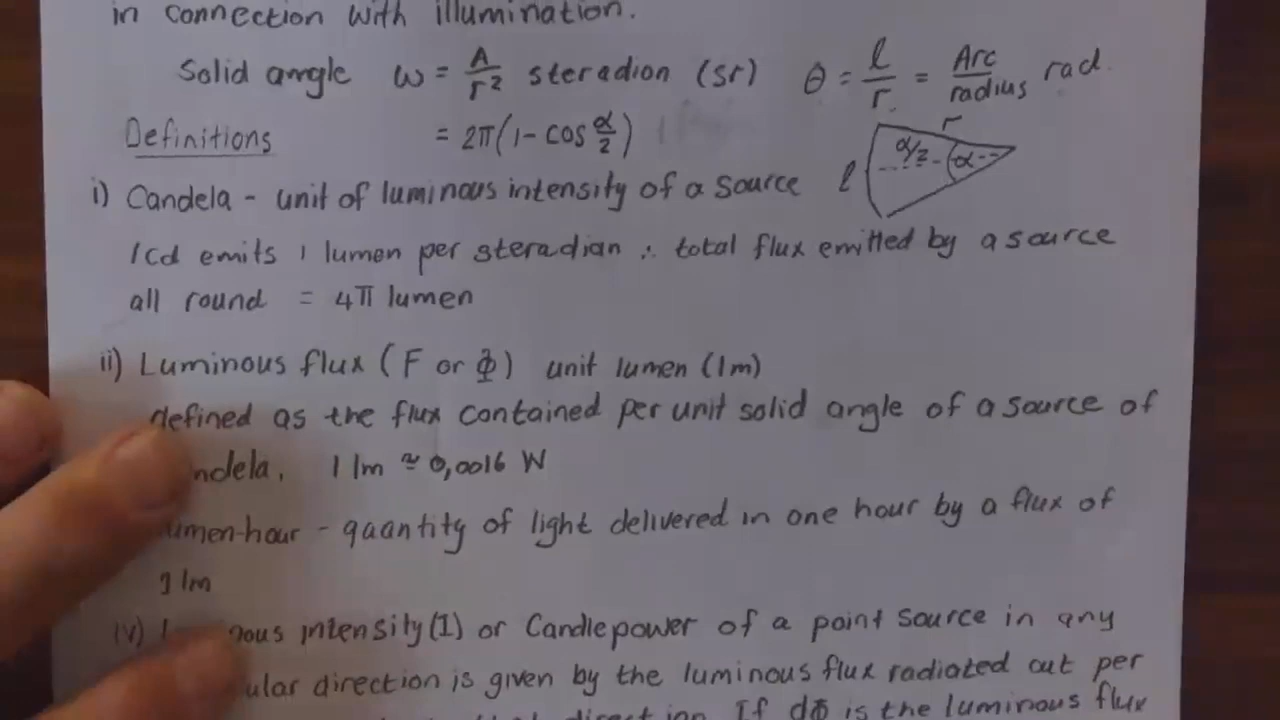 in connection with illumination.
Solid angle ω = A/r² steradian (sr) θ = l/r = Arc/radius rad.
Definitions = 2π(1 - cos α/2)
r
α/2 α
l
i) Candela - unit of luminous intensity of a source
1cd emits 1 lumen per steradian ∴ total flux emitted by a source
all round = 4π lumen
ii) Luminous flux (F or Φ) unit lumen (lm)
defined as the flux contained per unit solid angle of a source of
ndela. 1 lm ≈ 0,0016 W
umen-hour - quantity of light delivered in one hour by a flux of
1 lm
iv) L nous intensity (I) or Candlepower of a point source in any
ular direction is given by the luminous flux radiated out per
direction. If dΦ is the luminous flux